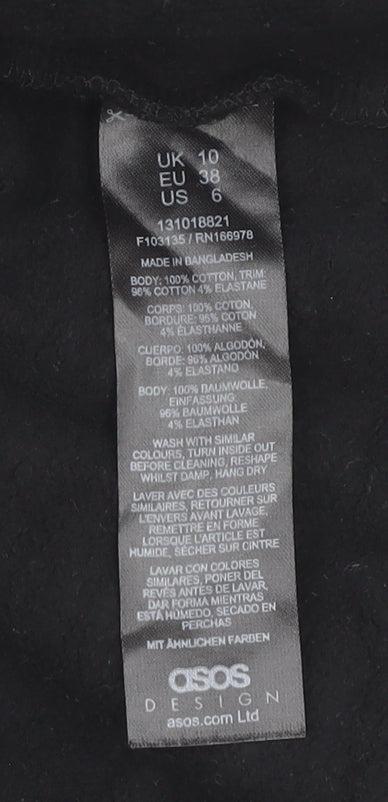 UK 10
EU 38
US 6
131018821
F103135 / RN166978
MADE IN BANGLADESH
BODY: 100% COTTON, TRIM:
96% COTTON 4% ELASTANE
CORPS: 100% COTON,
BORDURE: 96% COTON
4% ÉLASTHANNE
CUERPO: 100% ALGODÓN,
BORDE: 96% ALGODÓN
4% ELASTANO
BODY: 100% BAUMWOLLE,
EINFASSUNG:
96% BAUMWOLLE
4% ELASTHAN
WASH WITH SIMILAR
COLOURS, TURN INSIDE OUT
BEFORE CLEANING, RESHAPE
WHILST DAMP, HANG DRY
LAVER AVEC DES COULEURS
SIMILAIRES, RETOURNER SUR
L'ENVERS AVANT LAVAGE,
REMETTRE EN FORME
LORSQUE L'ARTICLE EST
HUMIDE, SÉCHER SUR CINTRE
LAVAR CON COLORES
SIMILARES, PONER DEL
REVÉS ANTES DE LAVAR,
DAR FORMA MIENTRAS
ESTÁ HÚMEDO, SECADO EN
PERCHAS
MIT ÄHNLICHEN FARBEN
asos
DESIGN
asos.com Ltd